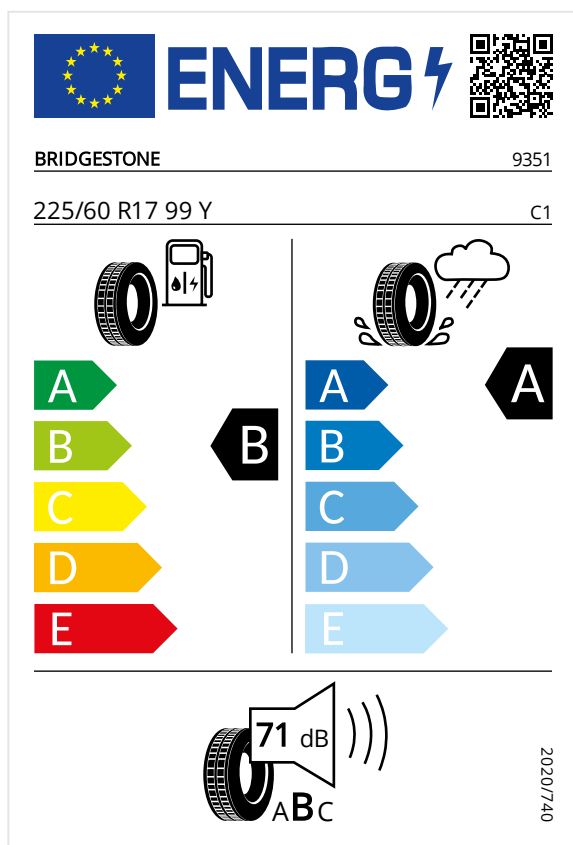 ENERG
BRIDGESTONE 9351
225/60 R17 99 Y C1
A A A
B B B
C C
D D
E E
71 dB
ABC
2020/740